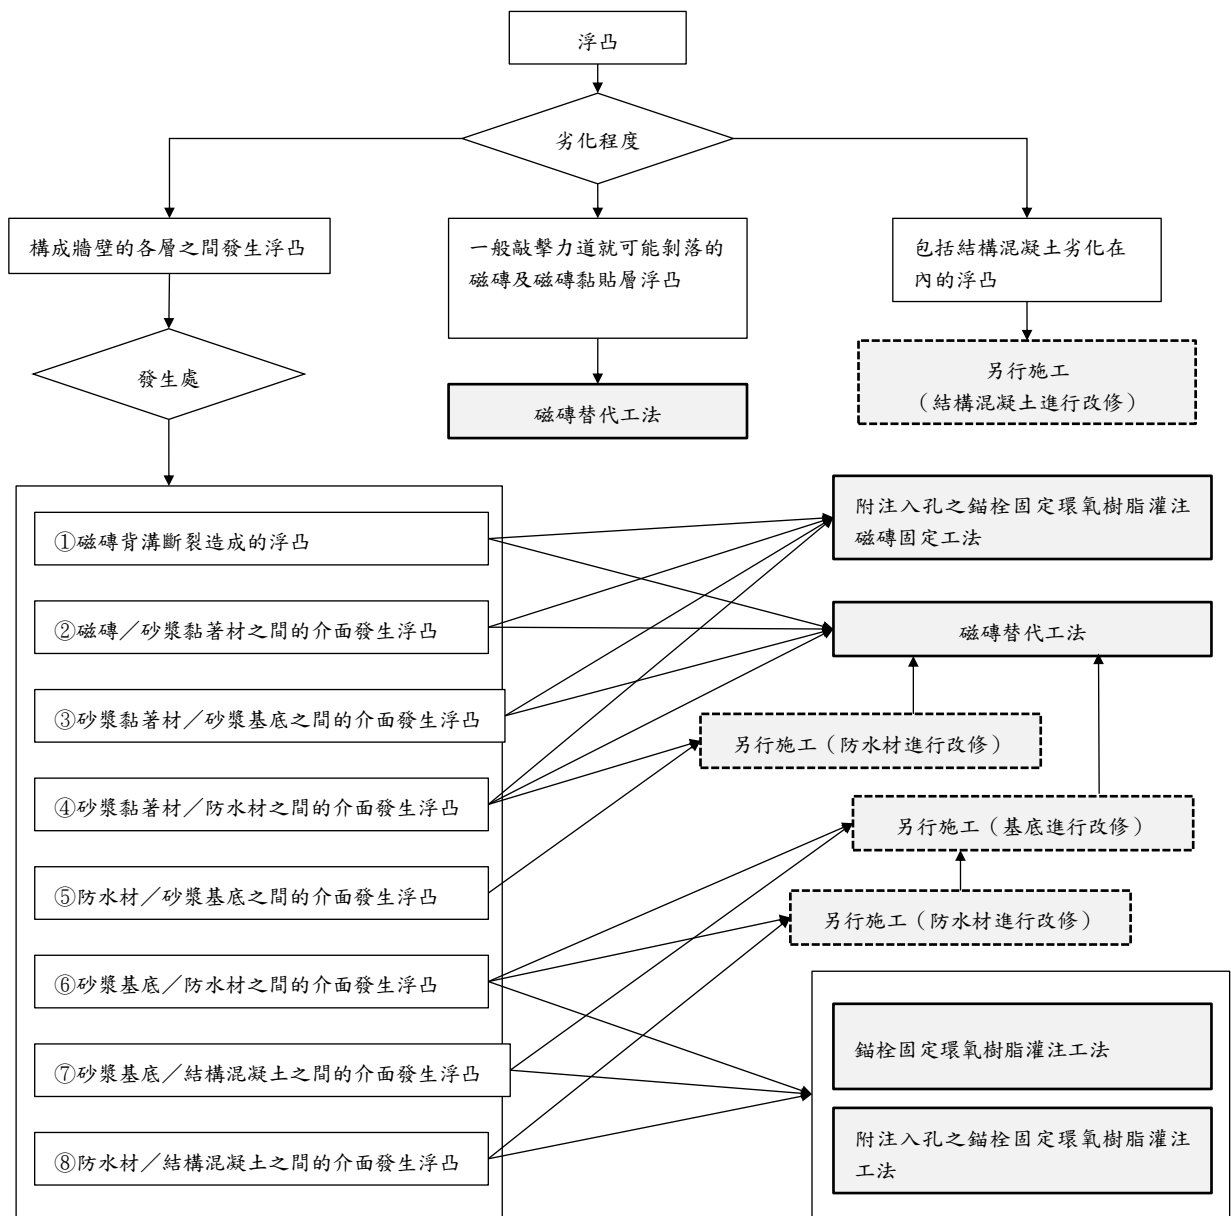 浮凸
劣化程度
構成牆壁的各層之間發生浮凸
一般敲擊力道就可能剝落的
磁磚及磁磚黏貼層浮凸
包括結構混凝土劣化在
內的浮凸
發生處
磁磚替代工法
另行施工
（結構混凝土進行改修）
①磁磚背溝斷裂造成的浮凸
②磁磚／砂漿黏著材之間的介面發生浮凸
③砂漿黏著材／砂漿基底之間的介面發生浮凸
④砂漿黏著材／防水材之間的介面發生浮凸
⑤防水材／砂漿基底之間的介面發生浮凸
⑥砂漿基底／防水材之間的介面發生浮凸
⑦砂漿基底／結構混凝土之間的介面發生浮凸
⑧防水材／結構混凝土之間的介面發生浮凸
附注入孔之錨栓固定環氧樹脂灌注
磁磚固定工法
磁磚替代工法
另行施工（防水材進行改修）
另行施工（基底進行改修）
另行施工（防水材進行改修）
錨栓固定環氧樹脂灌注工法
附注入孔之錨栓固定環氧樹脂灌注
工法